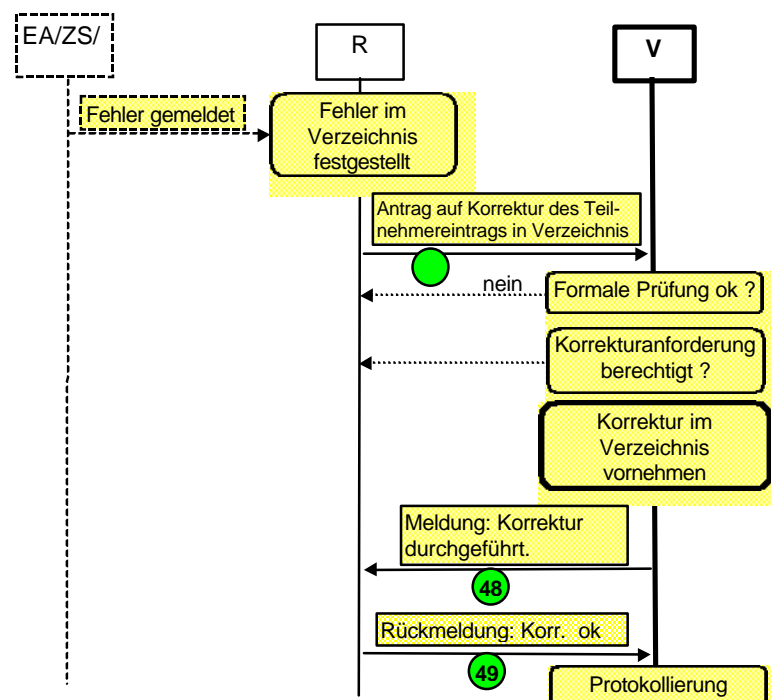 EA/ZS/
R
V
Fehler gemeldet
Fehler im
Verzeichnis
festgestellt
Antrag auf Korrektur des Teil-
nehmereintrags in Verzeichnis
nein
Formale Prüfung ok ?
Korrekturanforderung
berechtigt ?
Korrektur im
Verzeichnis
vornehmen
Meldung: Korrektur
durchgeführt.
48
Rückmeldung: Korr. ok
49
Protokollierung